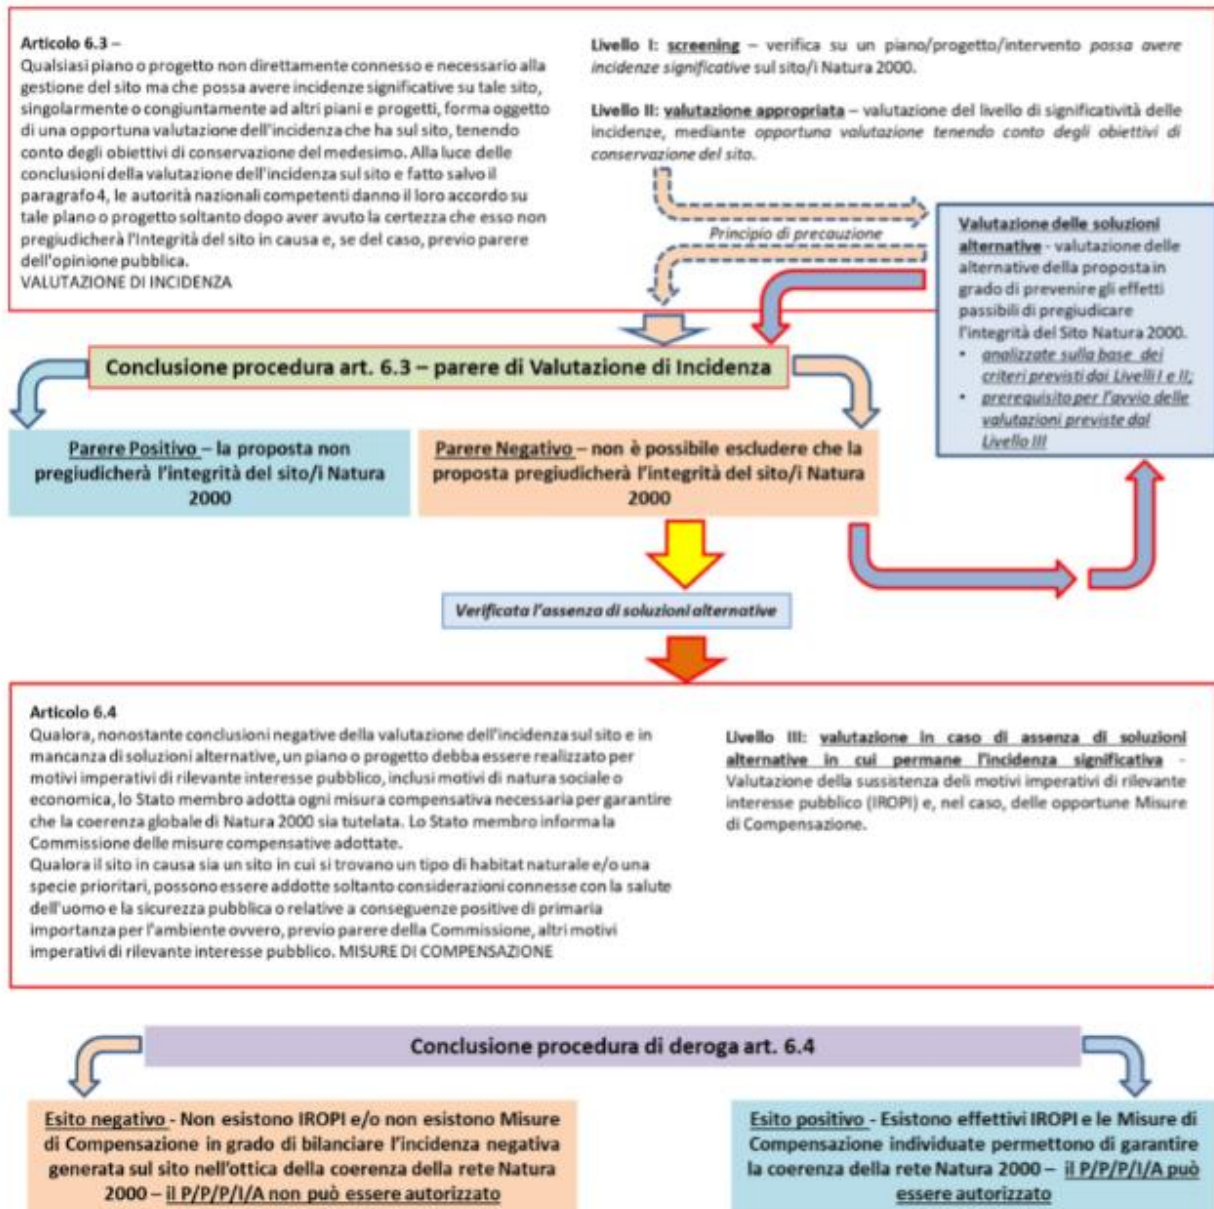 Articolo 6.3 –
Qualsiasi piano o progetto non direttamente connesso e necessario alla
gestione del sito ma che possa avere incidenze significative su tale sito,
singolarmente o congiuntamente ad altri piani e progetti, forma oggetto
di una opportuna valutazione dell'incidenza che ha sul sito, tenendo
conto degli obiettivi di conservazione del medesimo. Alla luce delle
conclusioni della valutazione dell'incidenza sul sito e fatto salvo il
paragrafo 4, le autorità nazionali competenti danno il loro accordo su
tale piano o progetto soltanto dopo aver avuto la certezza che esso non
pregiudicherà l'Integrità del sito in causa e, se del caso, previo parere
dell'opinione pubblica.
VALUTAZIONE DI INCIDENZA
Livello I: screening – verifica su un piano/progetto/intervento possa avere
incidenze significative sul sito/i Natura 2000.
Livello II: valutazione appropriata – valutazione del livello di significatività delle
incidenze, mediante opportuna valutazione tenendo conto degli obiettivi di
conservazione del sito.
Principio di precauzione
Valutazione delle soluzioni
alternative - valutazione delle
alternative della proposta in
grado di prevenire gli effetti
passibili di pregiudicare
l'integrità del Sito Natura 2000.
• analizzate sulla base dei
criteri previsti dai Livelli I e II;
• prerequisito per l'avvio delle
valutazioni previste dal
Livello III
Conclusione procedura art. 6.3 – parere di Valutazione di Incidenza
Parere Positivo – la proposta non
pregiudicherà l'integrità del sito/i Natura
2000
Parere Negativo – non è possibile escludere che la
proposta pregiudicherà l'integrità del sito/i Natura
2000
Verificata l'assenza di soluzioni alternative
Articolo 6.4
Qualora, nonostante conclusioni negative della valutazione dell'incidenza sul sito e in
mancanza di soluzioni alternative, un piano o progetto debba essere realizzato per
motivi imperativi di rilevante interesse pubblico, inclusi motivi di natura sociale o
economica, lo Stato membro adotta ogni misura compensativa necessaria per garantire
che la coerenza globale di Natura 2000 sia tutelata. Lo Stato membro informa la
Commissione delle misure compensative adottate.
Qualora il sito in causa sia un sito in cui si trovano un tipo di habitat naturale e/o una
specie prioritari, possono essere addotte soltanto considerazioni connesse con la salute
dell'uomo e la sicurezza pubblica o relative a conseguenze positive di primaria
importanza per l'ambiente ovvero, previo parere della Commissione, altri motivi
imperativi di rilevante interesse pubblico. MISURE DI COMPENSAZIONE
Livello III: valutazione in caso di assenza di soluzioni
alternative in cui permane l'incidenza significativa -
Valutazione della sussistenza deli motivi imperativi di rilevante
interesse pubblico (IROPI) e, nel caso, delle opportune Misure
di Compensazione.
Conclusione procedura di deroga art. 6.4
Esito negativo - Non esistono IROPI e/o non esistono Misure
di Compensazione in grado di bilanciare l'incidenza negativa
generata sul sito nell'ottica della coerenza della rete Natura
2000 – il P/P/P/I/A non può essere autorizzato
Esito positivo - Esistono effettivi IROPI e le Misure di
Compensazione individuate permettono di garantire
la coerenza della rete Natura 2000 – il P/P/P/I/A può
essere autorizzato